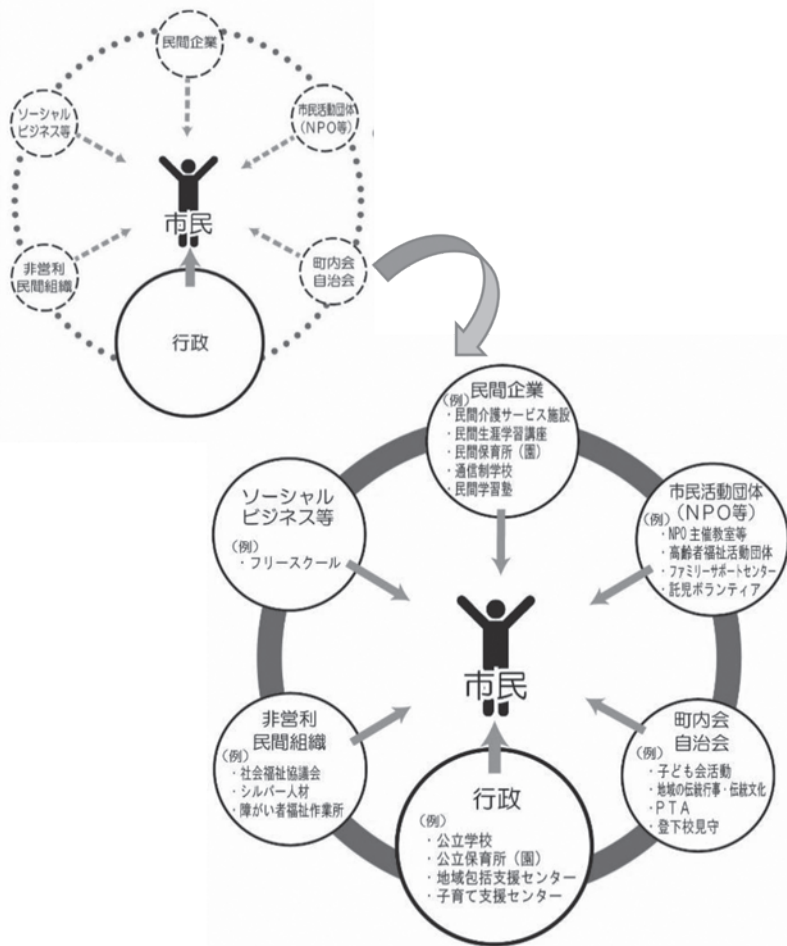 民間企業
ソーシャル
ビジネス等
市民活動団体
(NPO等)
市民
非営利
民間組織
町内会
自治会
行政
民間企業
(例)
・民間介護サービス施設
・民間生涯学習講座
・民間保育所（園）
・通信制学校
・民間学習塾
ソーシャル
ビジネス等
(例)
・フリースクール
市民活動団体
(NPO等)
(例)
・NPO主催教室等
・高齢者福祉活動団体
・ファミリーサポートセンター
・託児ボランティア
市民
非営利
民間組織
(例)
・社会福祉協議会
・シルバー人材
・障がい者福祉作業所
町内会
自治会
(例)
・子ども会活動
・地域の伝統行事・伝統文化
・PTA
・登下校見守
行政
(例)
・公立学校
・公立保育所（園）
・地域包括支援センター
・子育て支援センター